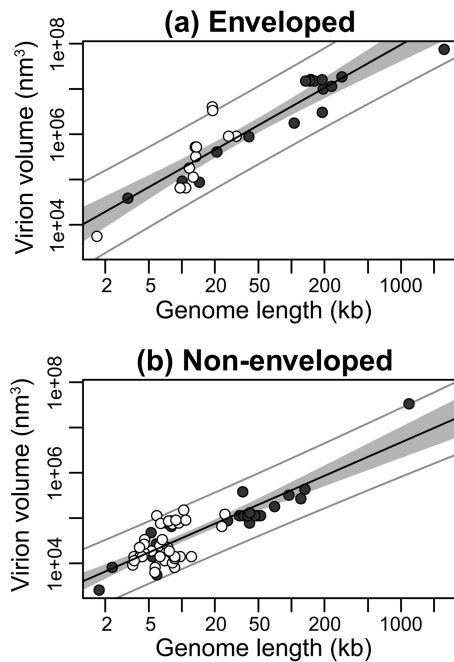 (a) Enveloped
Virion volume (nm³)
1e+08
1e+06
1e+04
2 5 20 50 200 1000
Genome length (kb)
(b) Non-enveloped
Virion volume (nm³)
1e+08
1e+06
1e+04
2 5 20 50 200 1000
Genome length (kb)